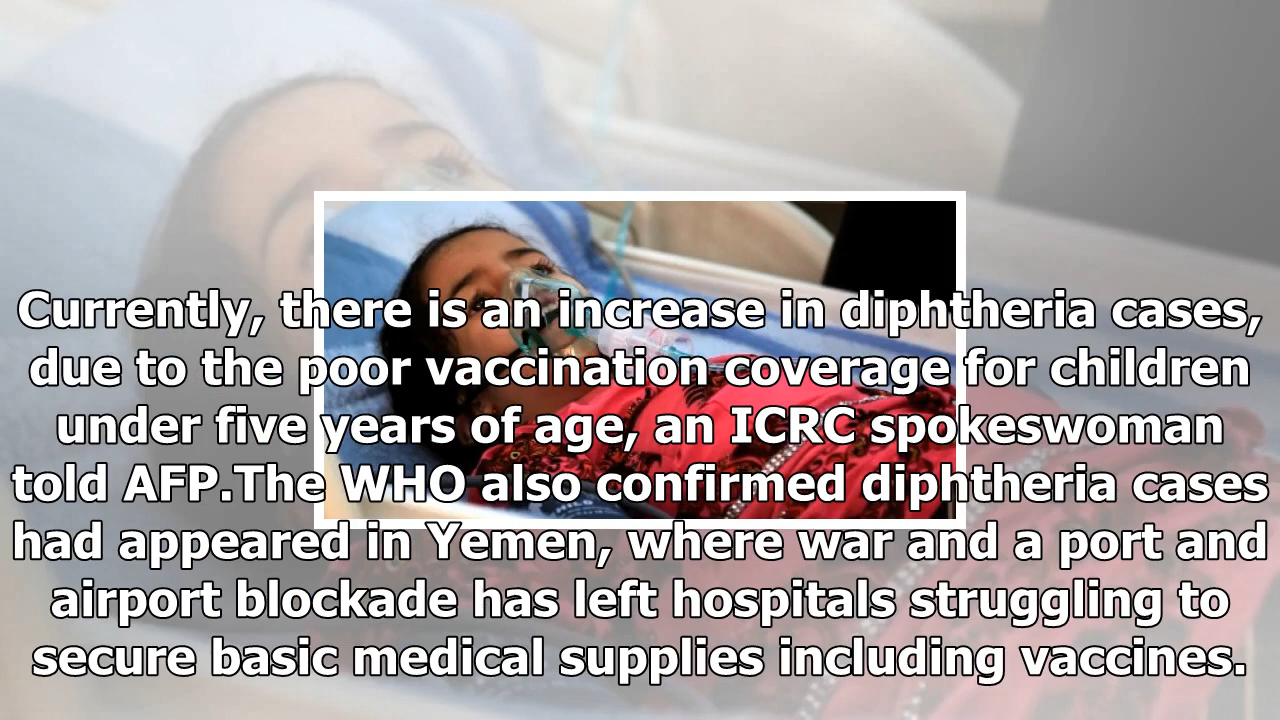 Currently, there is an increase in diphtheria cases,
due to the poor vaccination coverage for children
under five years of age, an ICRC spokeswoman
told AFP.The WHO also confirmed diphtheria cases
had appeared in Yemen, where war and a port and
airport blockade has left hospitals struggling to
secure basic medical supplies including vaccines.